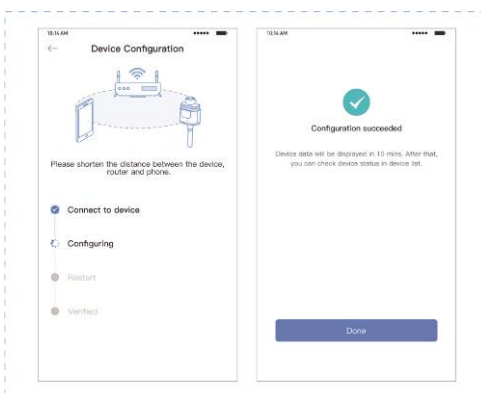 10:14 AM
Device Configuration
Please shorten the distance between the device,
router and phone.
Connect to device
Configuring
Restart
Verified
10:14 AM
Configuration succeeded
Device data will be displayed in 10 mins. After that,
you can check device status in device list.
Done